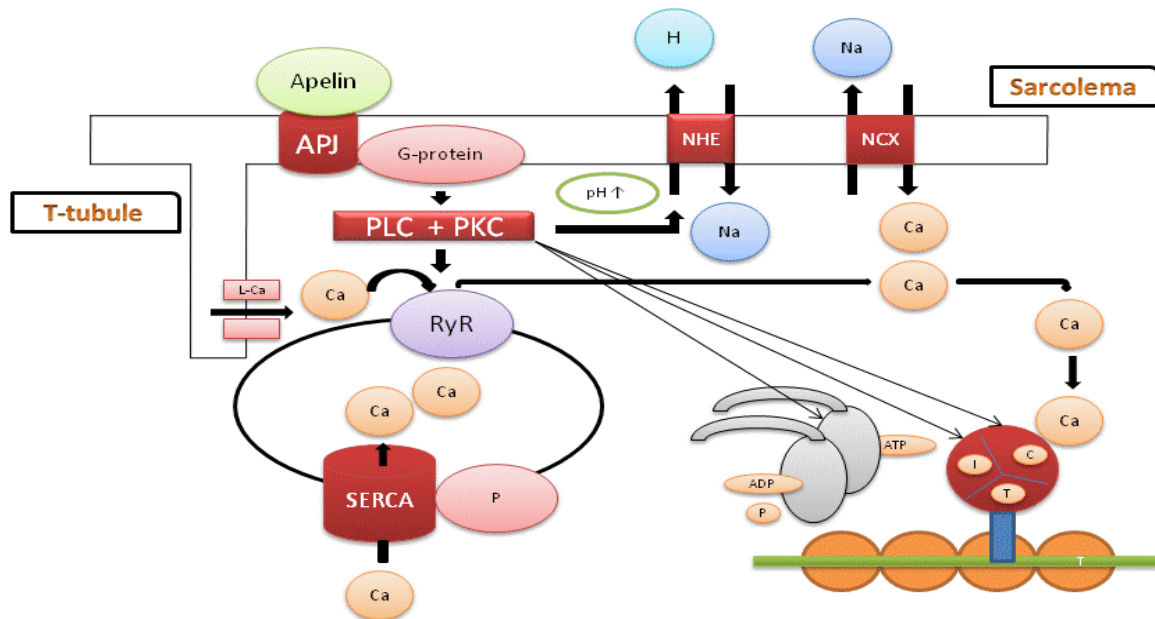 H
Na
Apelin
Sarcolema
APJ
G-protein
NHE
NCX
pH ↑
T-tubule
PLC + PKC
Na
Ca
L-Ca
Ca
Ca
RyR
Ca
Ca
Ca
Ca
ATP
I
C
ADP
T
SERCA
P
P
T
Ca